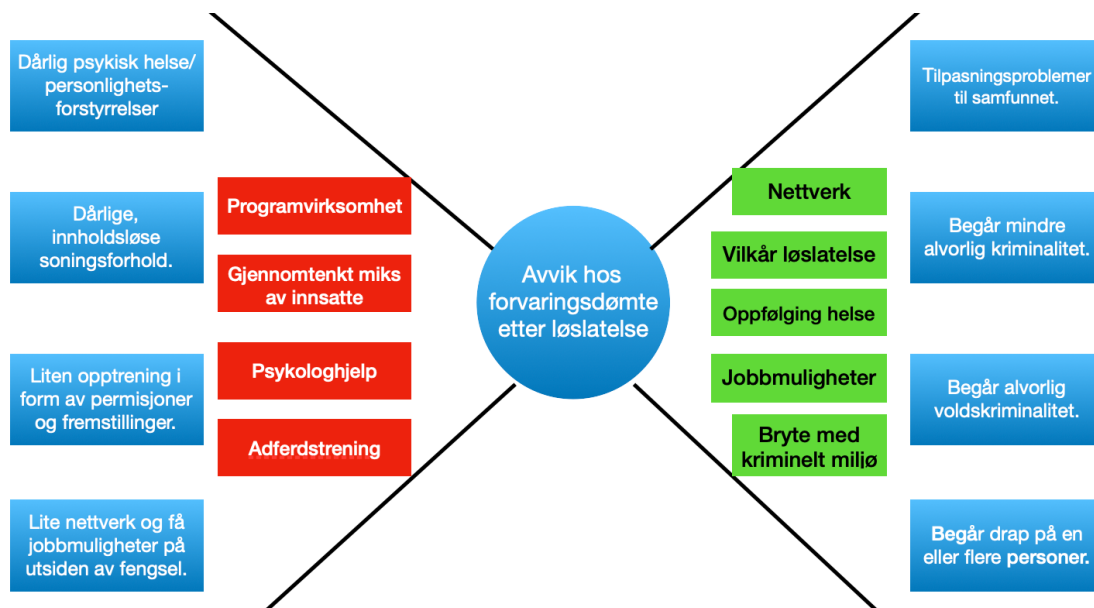 Dårlig psykisk helse/
personlighets-
forstyrrelser
Dårlige,
innholdsløse
soningsforhold.
Liten opptrening i
form av permisjoner
og fremstillinger.
Lite nettverk og få
jobbmuligheter på
utsiden av fengsel.
Programvirksomhet
Gjennomtenkt miks
av innsatte
Psykologhjelp
Adferdstrening
Avvik hos
forvaringsdømte
etter løslatelse
Nettverk
Vilkår løslatelse
Oppfølging helse
Jobbmuligheter
Bryte med
kriminelt miljø
Tilpasningsproblemer
til samfunnet.
Begår mindre
alvorlig kriminalitet.
Begår alvorlig
voldskriminalitet.
Begår drap på en
eller flere personer.